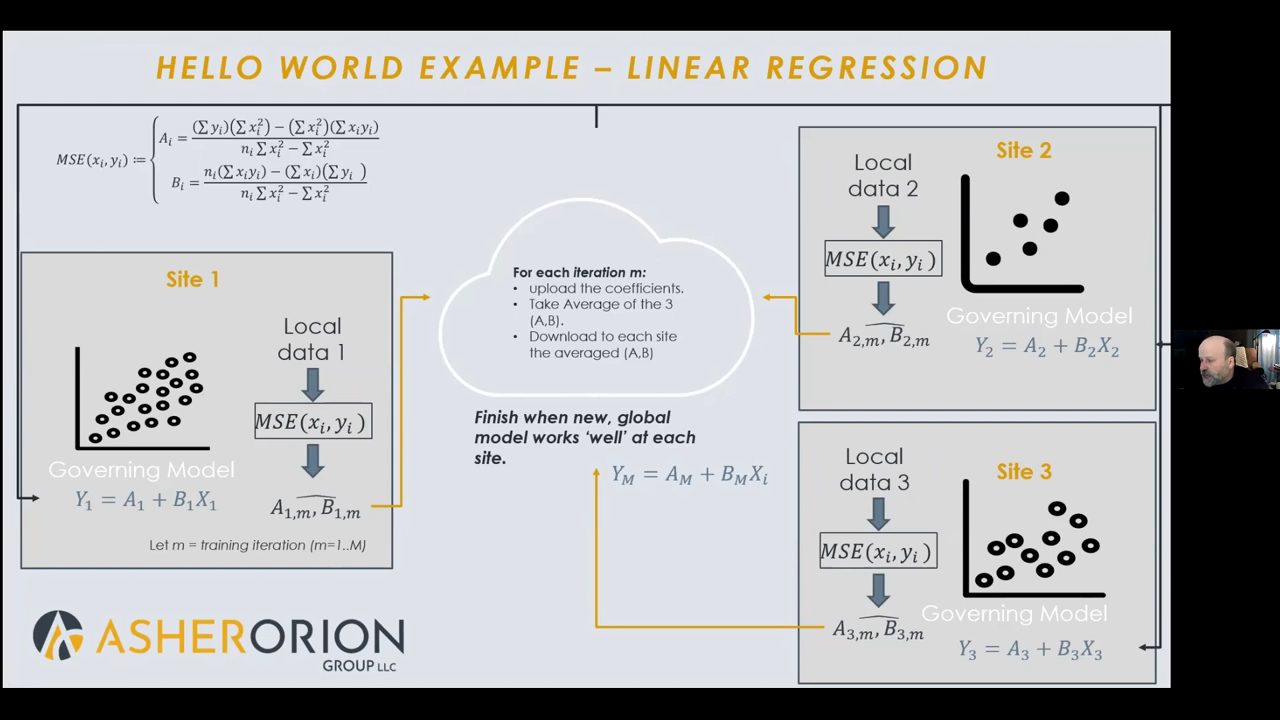 HELLO WORLD EXAMPLE – LINEAR REGRESSION
MSE(xᵢ, yᵢ) ≔ { Aᵢ = (∑ yᵢ)(∑ xᵢ²) − (∑ xᵢ²)(∑ xᵢyᵢ) / nᵢ ∑ xᵢ² − ∑ xᵢ²
Bᵢ = nᵢ(∑ xᵢyᵢ) − (∑ xᵢ)(∑ yᵢ ) / nᵢ ∑ xᵢ² − ∑ xᵢ²
Site 1
Local
data 1
MSE(xᵢ, yᵢ)
A₁,ₘ, B₁,ₘ
Governing Model
Y₁ = A₁ + B₁X₁
Let m = training iteration (m=1..M)
For each iteration m:
• upload the coefficients.
• Take Average of the 3
(A,B).
• Download to each site
the averaged (A,B)
Finish when new, global
model works ‘well’ at each
site.
Y_M = A_M + B_M Xᵢ
Site 2
Local
data 2
MSE(xᵢ, yᵢ)
A₂,ₘ, B₂,ₘ
Governing Model
Y₂ = A₂ + B₂X₂
Site 3
Local
data 3
MSE(xᵢ, yᵢ)
A₃,ₘ, B₃,ₘ
Governing Model
Y₃ = A₃ + B₃X₃
ASHERORION
GROUP LLC